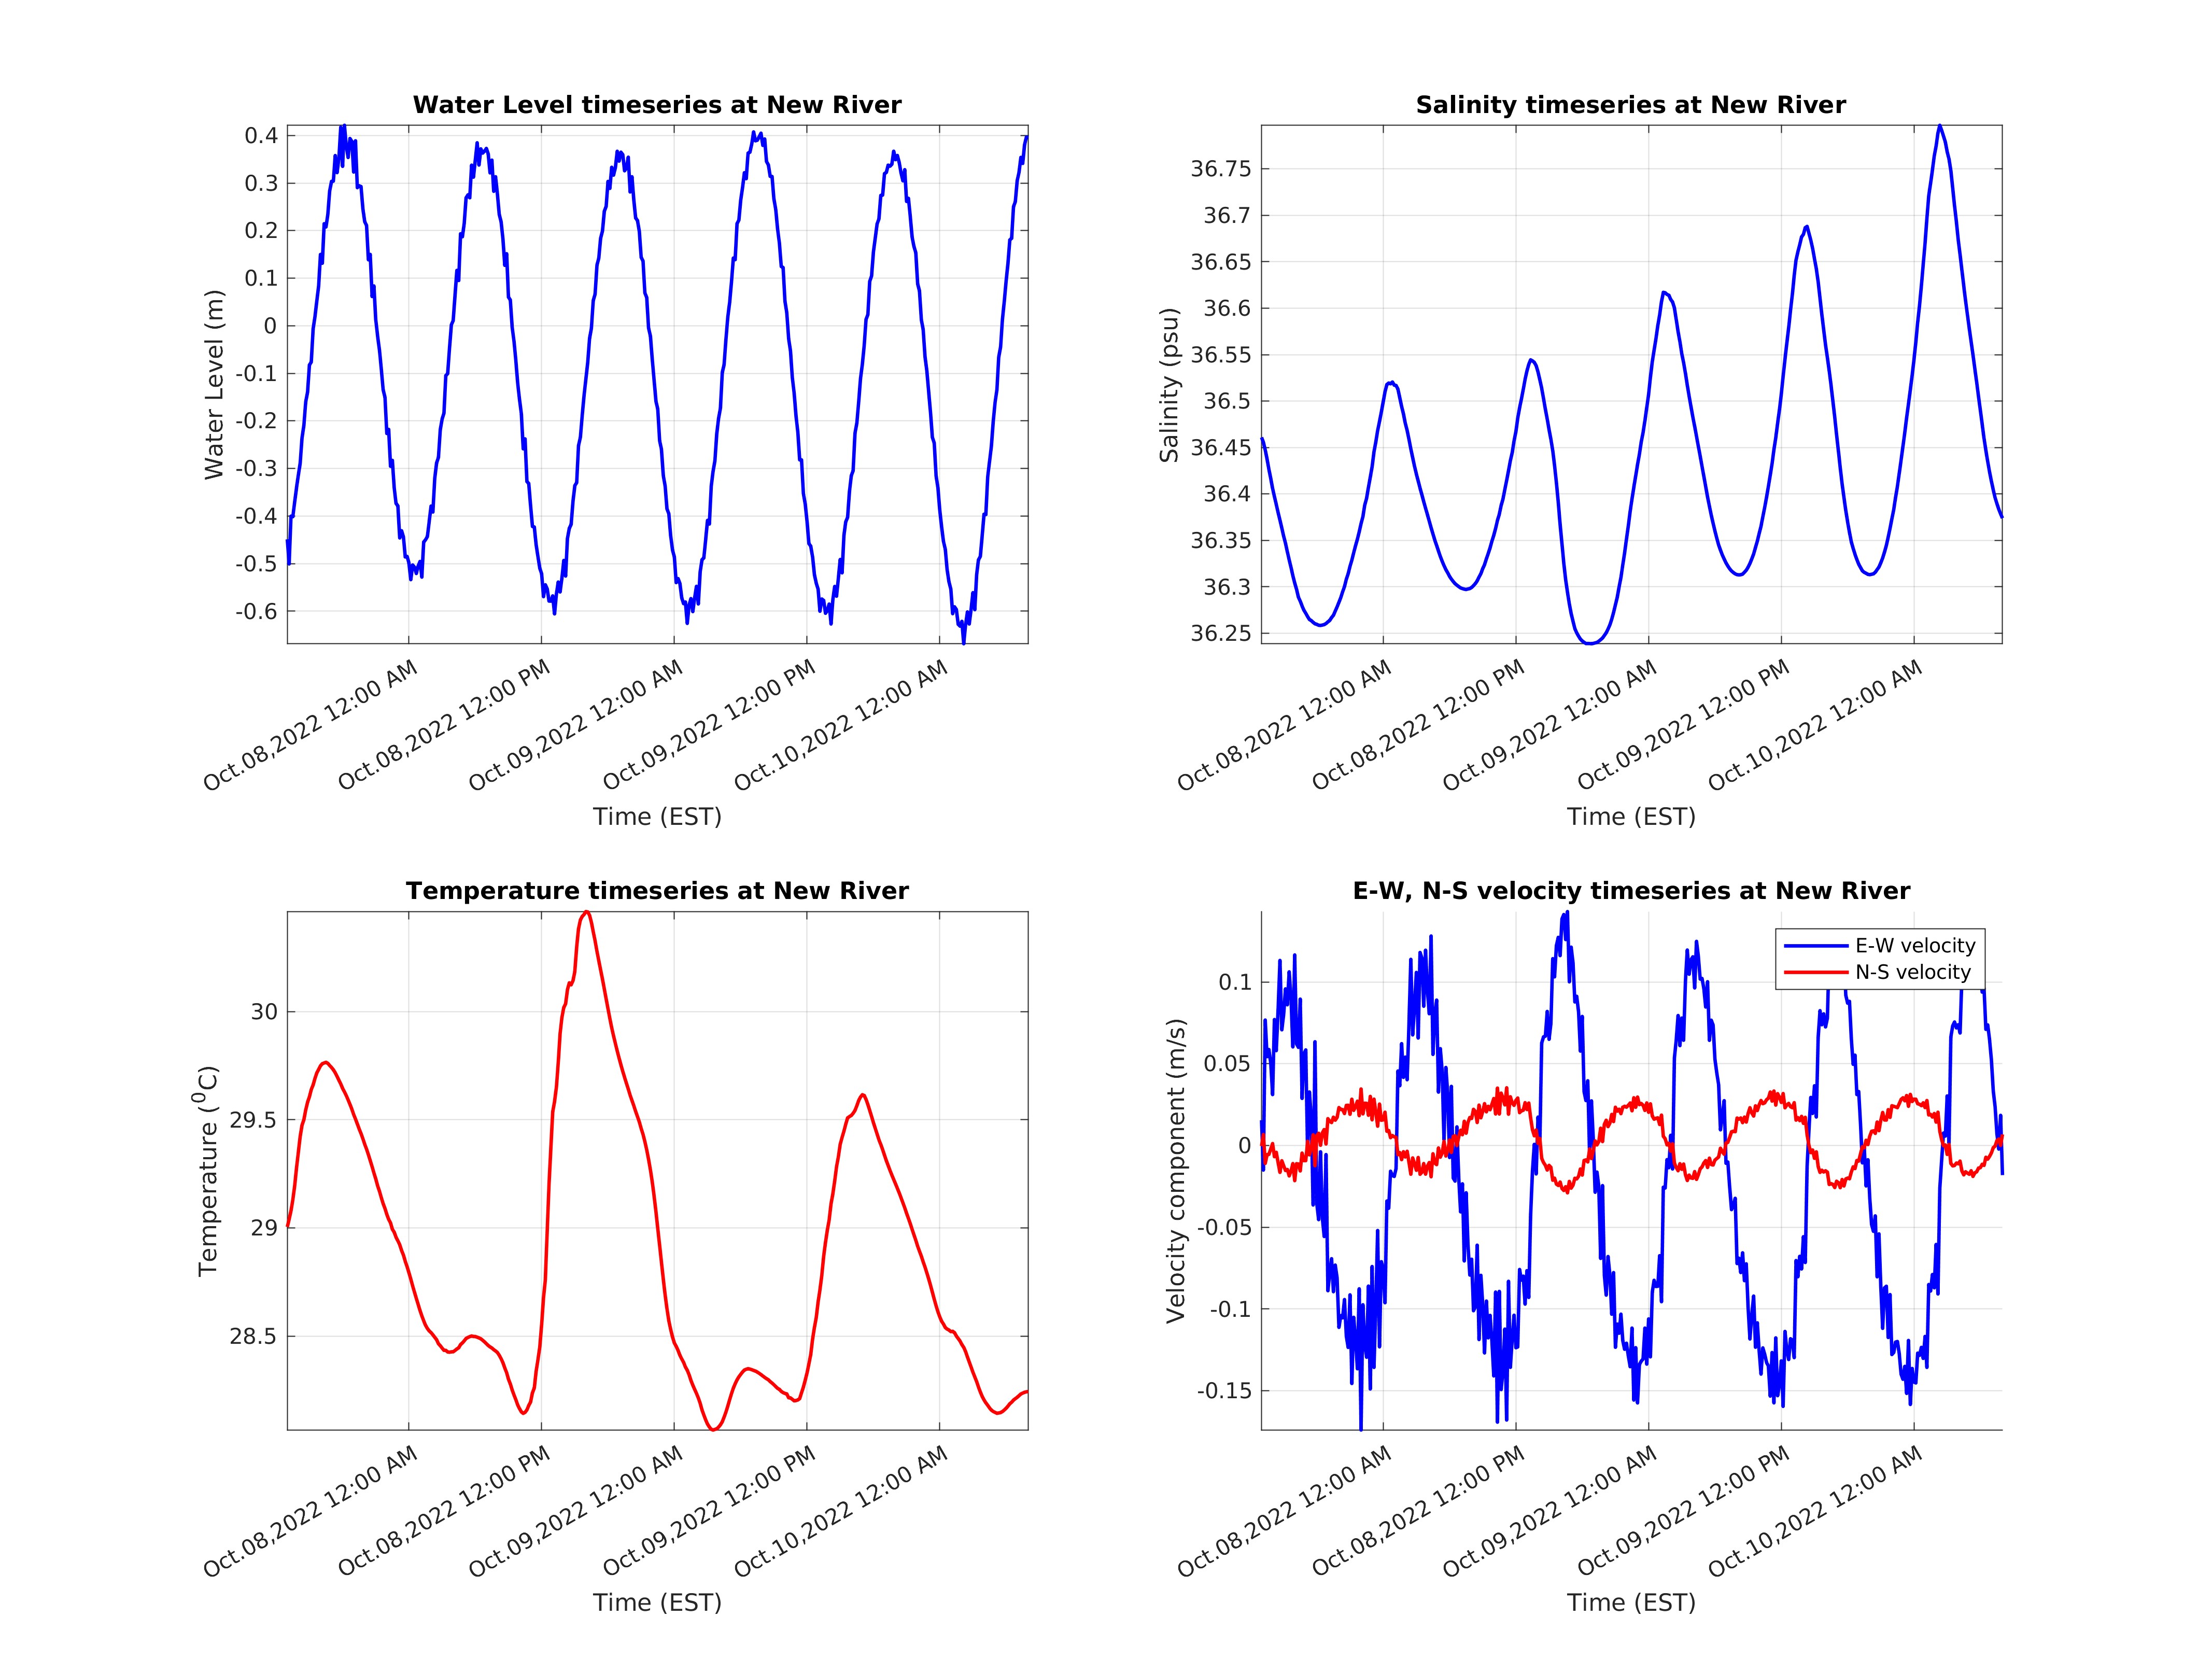 Water Level timeseries at New River
Water Level (m)
0.4
0.3
0.2
0.1
0
-0.1
-0.2
-0.3
-0.4
-0.5
-0.6
Oct.08,2022 12:00 AM
Oct.08,2022 12:00 PM
Oct.09,2022 12:00 AM
Oct.09,2022 12:00 PM
Oct.10,2022 12:00 AM
Time (EST)
Salinity timeseries at New River
Salinity (psu)
36.75
36.7
36.65
36.6
36.55
36.5
36.45
36.4
36.35
36.3
36.25
Oct.08,2022 12:00 AM
Oct.08,2022 12:00 PM
Oct.09,2022 12:00 AM
Oct.09,2022 12:00 PM
Oct.10,2022 12:00 AM
Time (EST)
Temperature timeseries at New River
Temperature (⁰C)
30
29.5
29
28.5
Oct.08,2022 12:00 AM
Oct.08,2022 12:00 PM
Oct.09,2022 12:00 AM
Oct.09,2022 12:00 PM
Oct.10,2022 12:00 AM
Time (EST)
E-W, N-S velocity timeseries at New River
E-W velocity
N-S velocity
Velocity component (m/s)
0.1
0.05
0
-0.05
-0.1
-0.15
Oct.08,2022 12:00 AM
Oct.08,2022 12:00 PM
Oct.09,2022 12:00 AM
Oct.09,2022 12:00 PM
Oct.10,2022 12:00 AM
Time (EST)